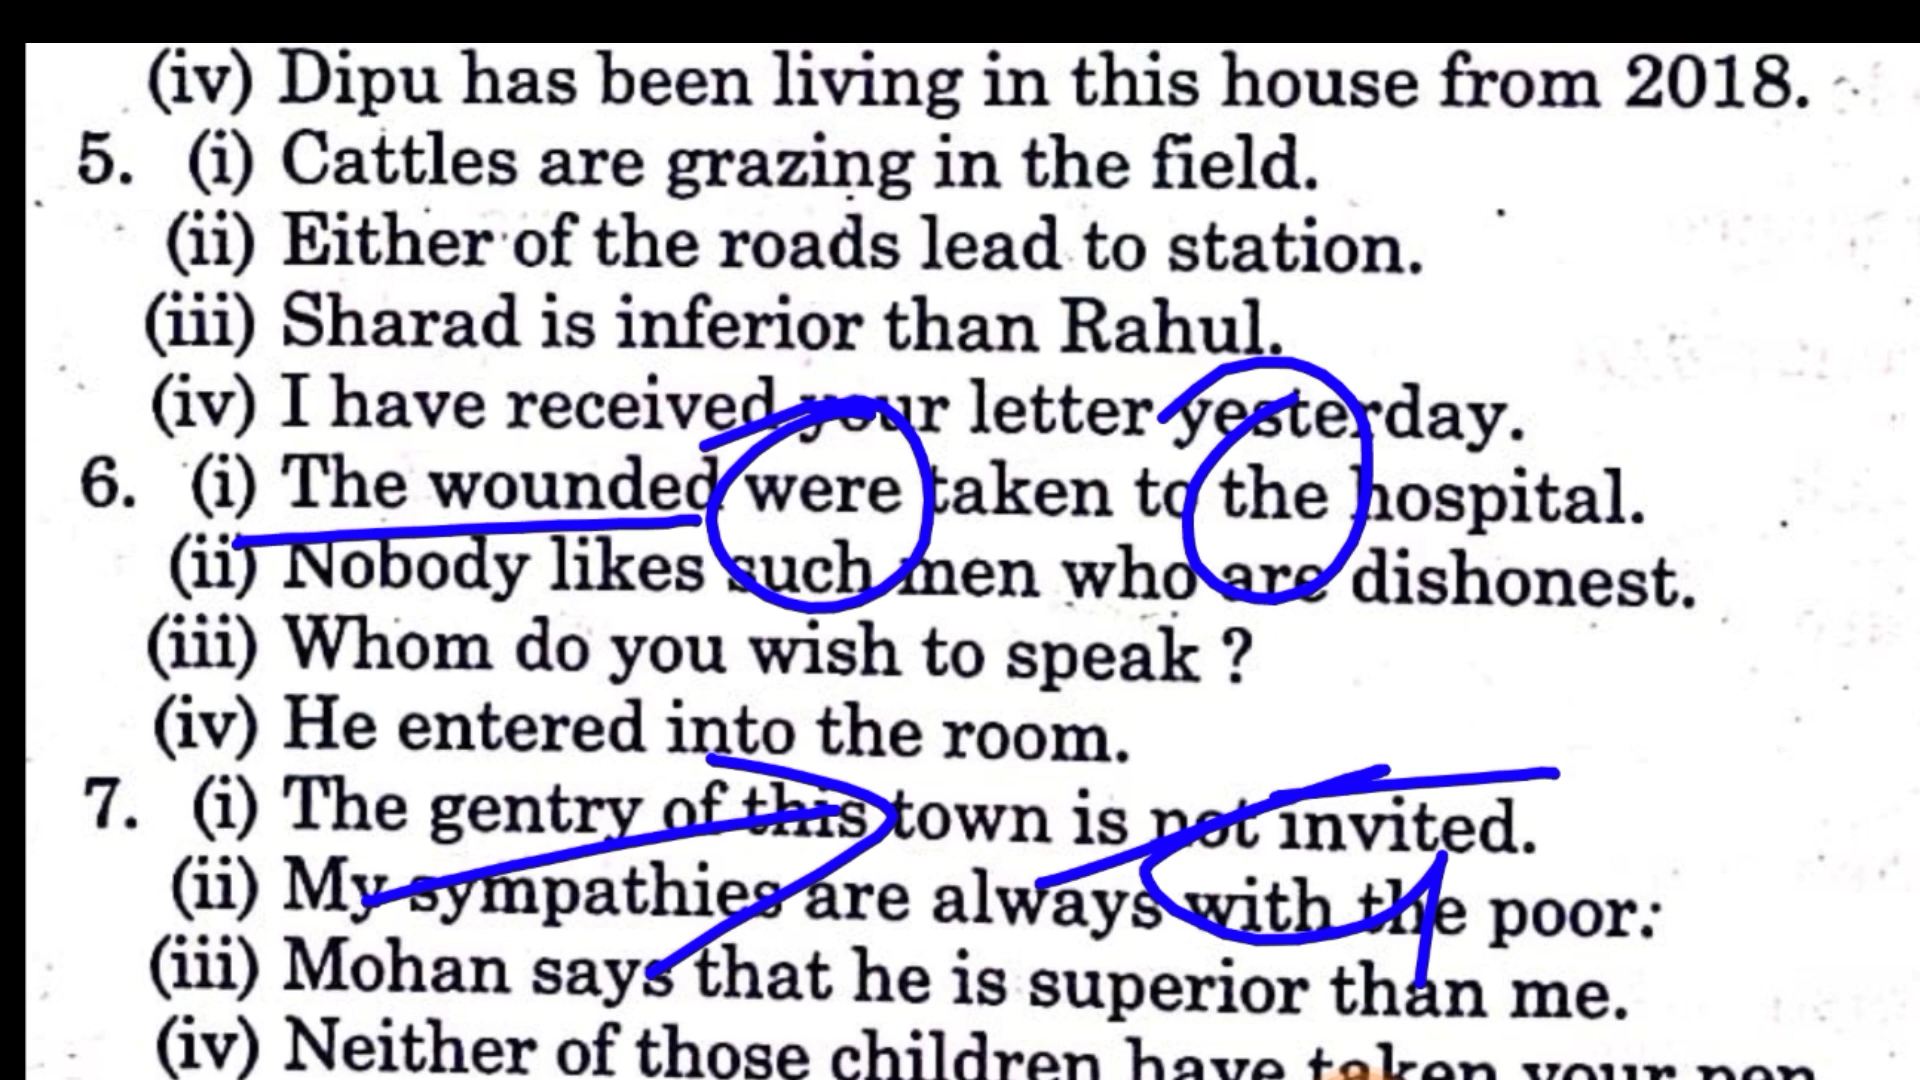 (iv) Dipu has been living in this house from 2018.
5. (i) Cattles are grazing in the field.
(ii) Either of the roads lead to station.
(iii) Sharad is inferior than Rahul.
(iv) I have received your letter yesterday.
6. (i) The wounded were taken to the hospital.
(ii) Nobody likes such men who are dishonest.
(iii) Whom do you wish to speak ?
(iv) He entered into the room.
7. (i) The gentry of this town is not invited.
(ii) My sympathies are always with the poor.
(iii) Mohan says that he is superior than me.
(iv) Neither of those children have taken your pen